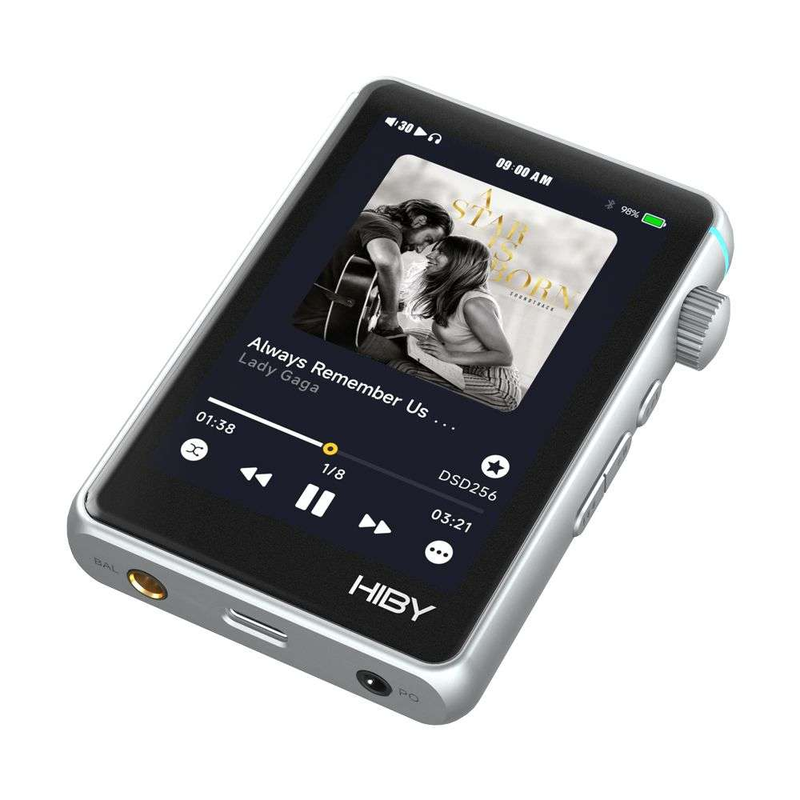 30
09:00 AM
98%
A
STAR
IS
BORN
SOUNDTRACK
Always Remember Us ...
Lady Gaga
01:38
1/8
DSD256
03:21
HIBY
BAL
PO